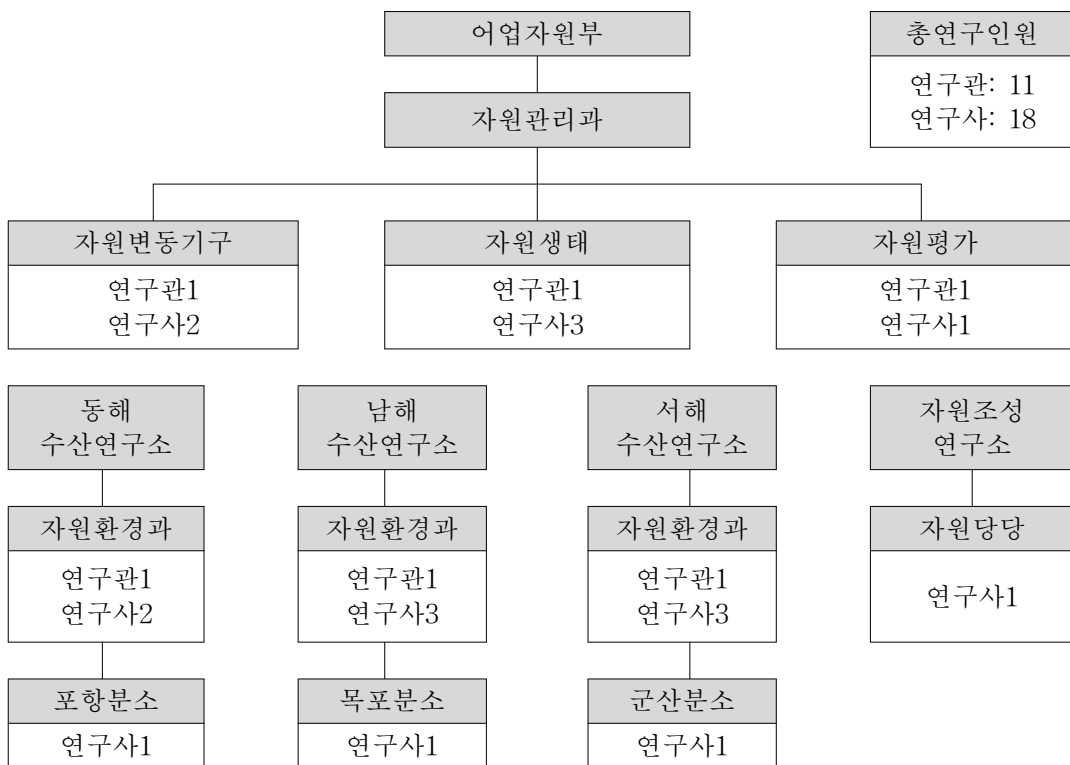 어업자원부
총연구인원
연구관: 11
연구사: 18
자원관리과
자원변동기구
연구관1
연구사2
자원생태
연구관1
연구사3
자원평가
연구관1
연구사1
동해
수산연구소
남해
수산연구소
서해
수산연구소
자원조성
연구소
자원환경과
연구관1
연구사2
자원환경과
연구관1
연구사3
자원환경과
연구관1
연구사3
자원당당
연구사1
포항분소
연구사1
목포분소
연구사1
군산분소
연구사1